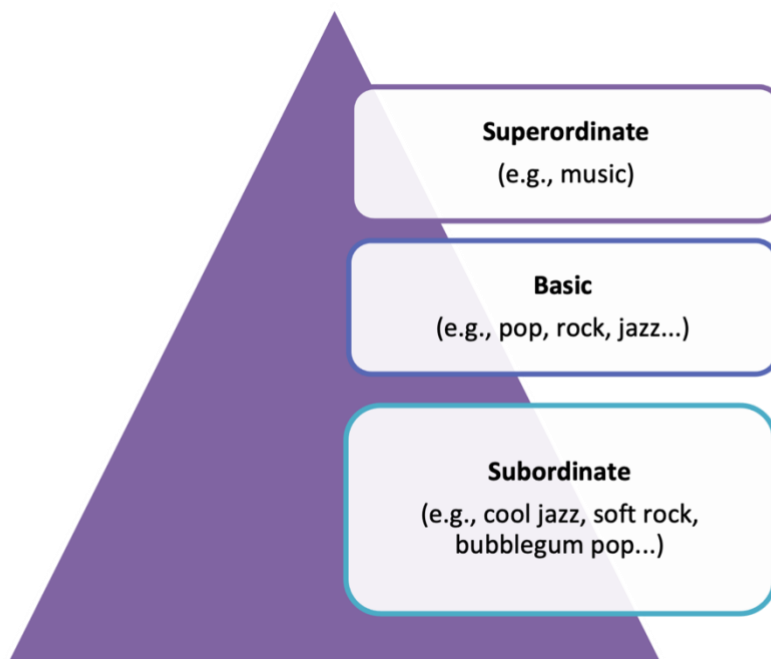 Superordinate
(e.g., music)
Basic
(e.g., pop, rock, jazz...)
Subordinate
(e.g., cool jazz, soft rock,
bubblegum pop...)